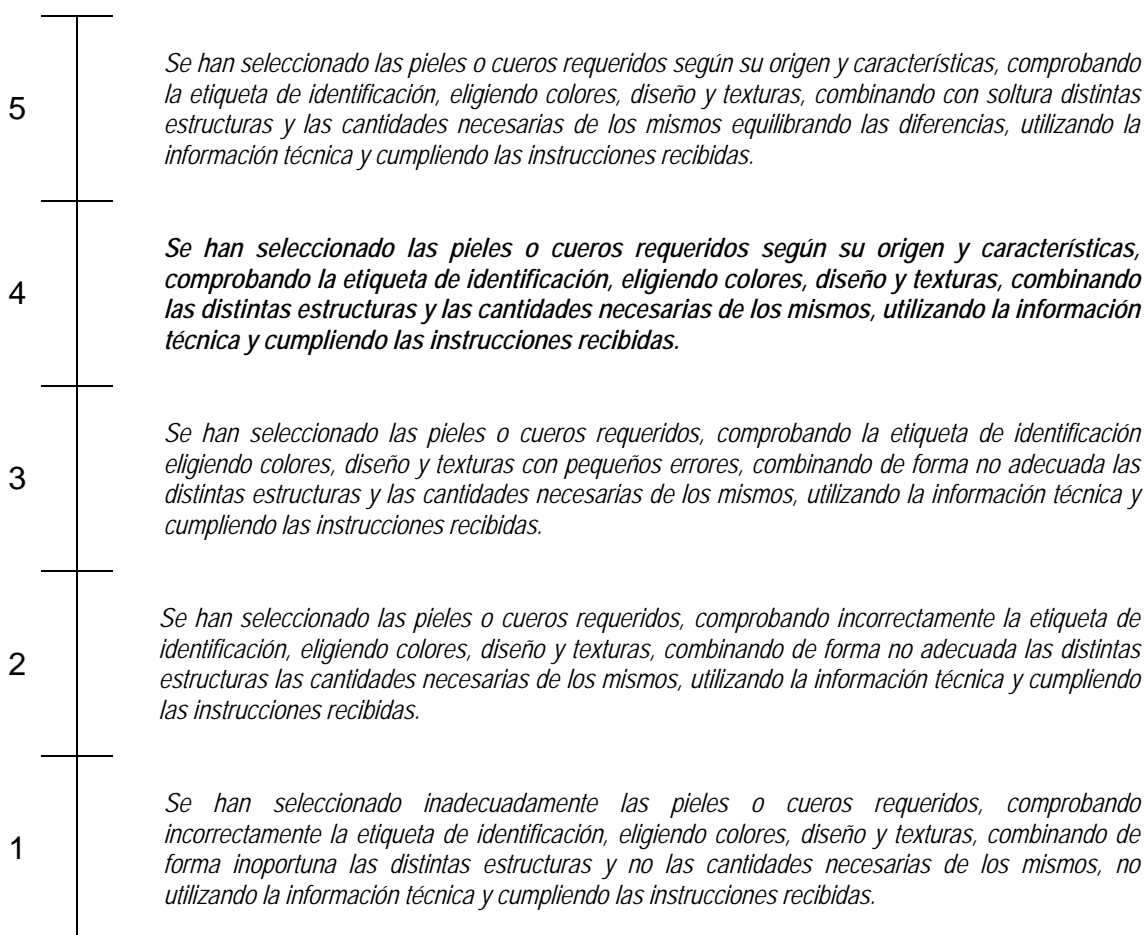 Se han seleccionado las pieles o cueros requeridos según su origen y características, comprobando
la etiqueta de identificación, eligiendo colores, diseño y texturas, combinando con soltura distintas
5
estructuras y las cantidades necesarias de los mismos equilibrando las diferencias, utilizando la
información técnica y cumpliendo las instrucciones recibidas.
Se han seleccionado las pieles o cueros requeridos según su origen y características,
comprobando la etiqueta de identificación, eligiendo colores, diseño y texturas, combinando
4
las distintas estructuras y las cantidades necesarias de los mismos, utilizando la información
técnica y cumpliendo las instrucciones recibidas.
Se han seleccionado las pieles o cueros requeridos, comprobando la etiqueta de identificación
eligiendo colores, diseño y texturas con pequeños errores, combinando de forma no adecuada las
3
distintas estructuras y las cantidades necesarias de los mismos, utilizando la información técnica y
cumpliendo las instrucciones recibidas.
Se han seleccionado las pieles o cueros requeridos, comprobando incorrectamente la etiqueta de
identificación, eligiendo colores, diseño y texturas, combinando de forma no adecuada las distintas
2
estructuras las cantidades necesarias de los mismos, utilizando la información técnica y cumpliendo
las instrucciones recibidas.
Se han seleccionado inadecuadamente las pieles o cueros requeridos, comprobando
incorrectamente la etiqueta de identificación, eligiendo colores, diseño y texturas, combinando de
1
forma inoportuna las distintas estructuras y no las cantidades necesarias de los mismos, no
utilizando la información técnica y cumpliendo las instrucciones recibidas.